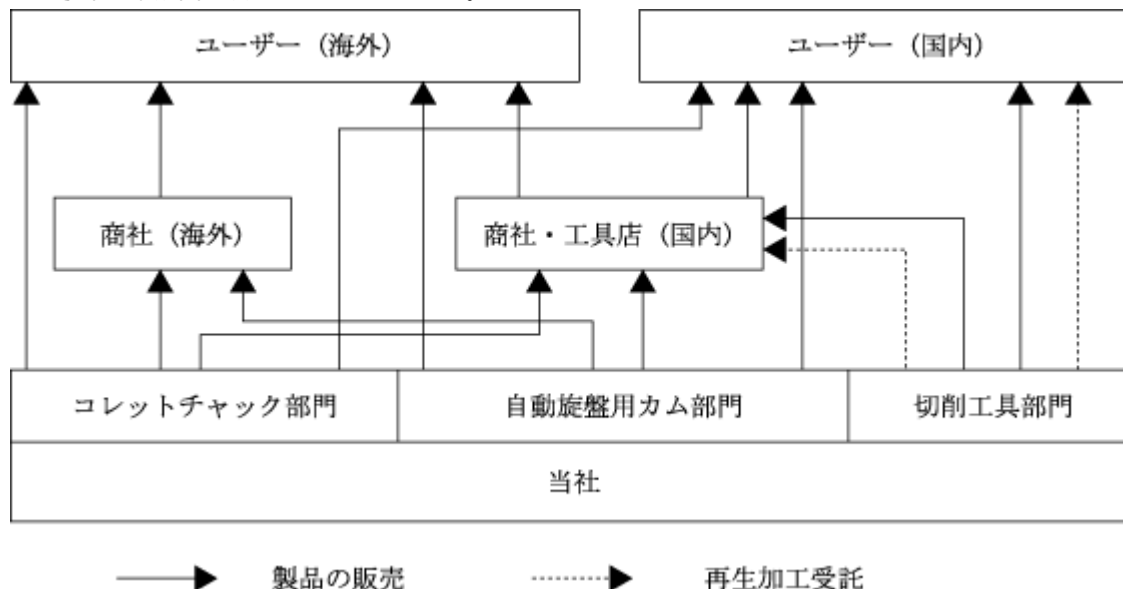 ユーザー（海外）
ユーザー（国内）
商社（海外）
商社・工具店（国内）
コレットチャック部門
自動旋盤用カム部門
切削工具部門
当社
製品の販売
再生加工受託